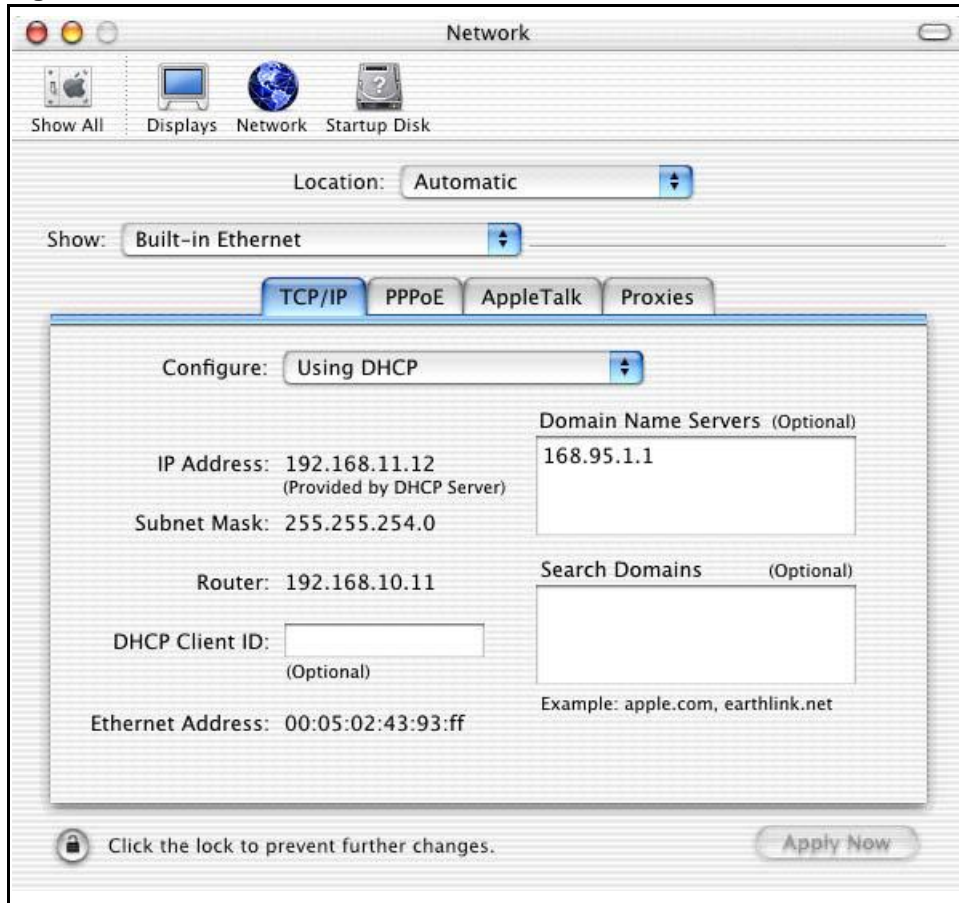 Network
Show All Displays Network Startup Disk
Location: Automatic
Show: Built-in Ethernet
TCP/IP PPPoE AppleTalk Proxies
Configure: Using DHCP
Domain Name Servers (Optional)
168.95.1.1
IP Address: 192.168.11.12
(Provided by DHCP Server)
Subnet Mask: 255.255.254.0
Router: 192.168.10.11
Search Domains (Optional)
DHCP Client ID:
(Optional)
Example: apple.com, earthlink.net
Ethernet Address: 00:05:02:43:93:ff
Click the lock to prevent further changes.
Apply Now